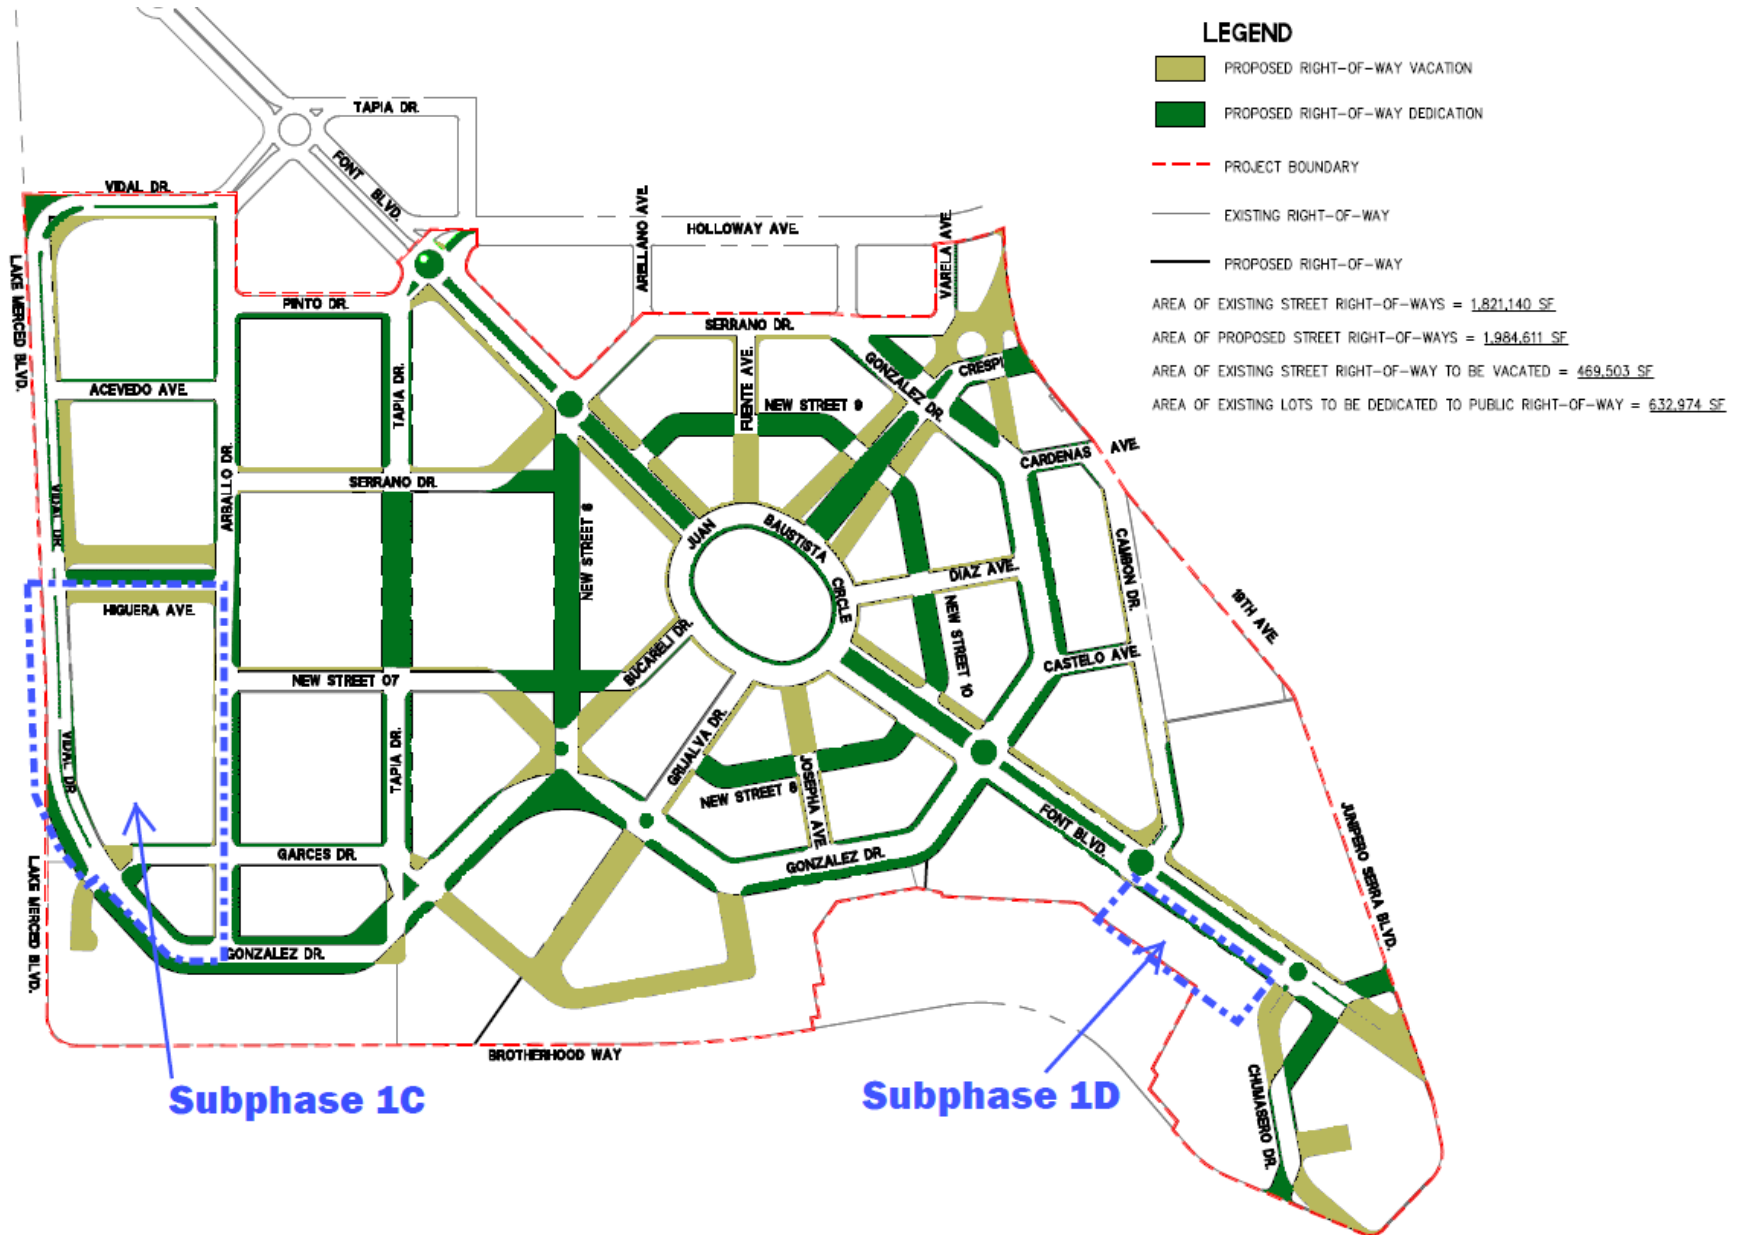 LEGEND
PROPOSED RIGHT-OF-WAY VACATION
PROPOSED RIGHT-OF-WAY DEDICATION
PROJECT BOUNDARY
EXISTING RIGHT-OF-WAY
PROPOSED RIGHT-OF-WAY
AREA OF EXISTING STREET RIGHT-OF-WAYS = 1,821,140 SF
AREA OF PROPOSED STREET RIGHT-OF-WAYS = 1,984,611 SF
AREA OF EXISTING STREET RIGHT-OF-WAY TO BE VACATED = 469,503 SF
AREA OF EXISTING LOTS TO BE DEDICATED TO PUBLIC RIGHT-OF-WAY = 632,974 SF
TAPIA DR.
FONT BLVD.
VIDAL DR.
HOLLOWAY AVE.
ARELLANO AVE.
VARELA AVE.
LAKE MERCED BLVD.
PINTO DR.
SERRANO DR.
ACEVEDO AVE.
TAPIA DR.
FUENTE AVE.
GONZALEZ DR.
CRESPI
NEW STREET 9
ARBALLO DR.
SERRANO DR.
CARDENAS AVE.
VIDAL DR.
NEW STREET 6
JUAN
BAUSTISTA
CIRCLE
DIAZ AVE.
CAMBON DR.
HIGUERA AVE.
19TH AVE.
BUCARELI DR.
NEW STREET 10
CASTELO AVE.
NEW STREET 07
VIDAL DR
TAPIA DR.
GRIJALVA DR.
NEW STREET 8
JOSEPHA AVE.
FONT BLVD.
JUNIPERO SERRA BLVD.
GARCES DR.
GONZALEZ DR.
LAKE MERCED BLVD.
GONZALEZ DR.
BROTHERHOOD WAY
CHUMASERO DR.
Subphase 1C
Subphase 1D